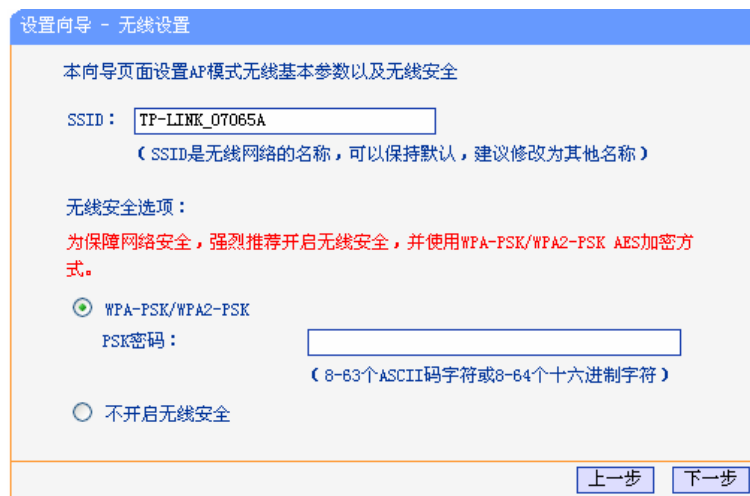 设置向导 - 无线设置
本向导页面设置AP模式无线基本参数以及无线安全
SSID： TP-LINK_07065A
（SSID是无线网络的名称，可以保持默认，建议修改为其他名称）
无线安全选项：
为保障网络安全，强烈推荐开启无线安全，并使用WPA-PSK/WPA2-PSK AES加密方
式。
WPA-PSK/WPA2-PSK
PSK密码：
（8-63个ASCII码字符或8-64个十六进制字符）
不开启无线安全
上一步 下一步